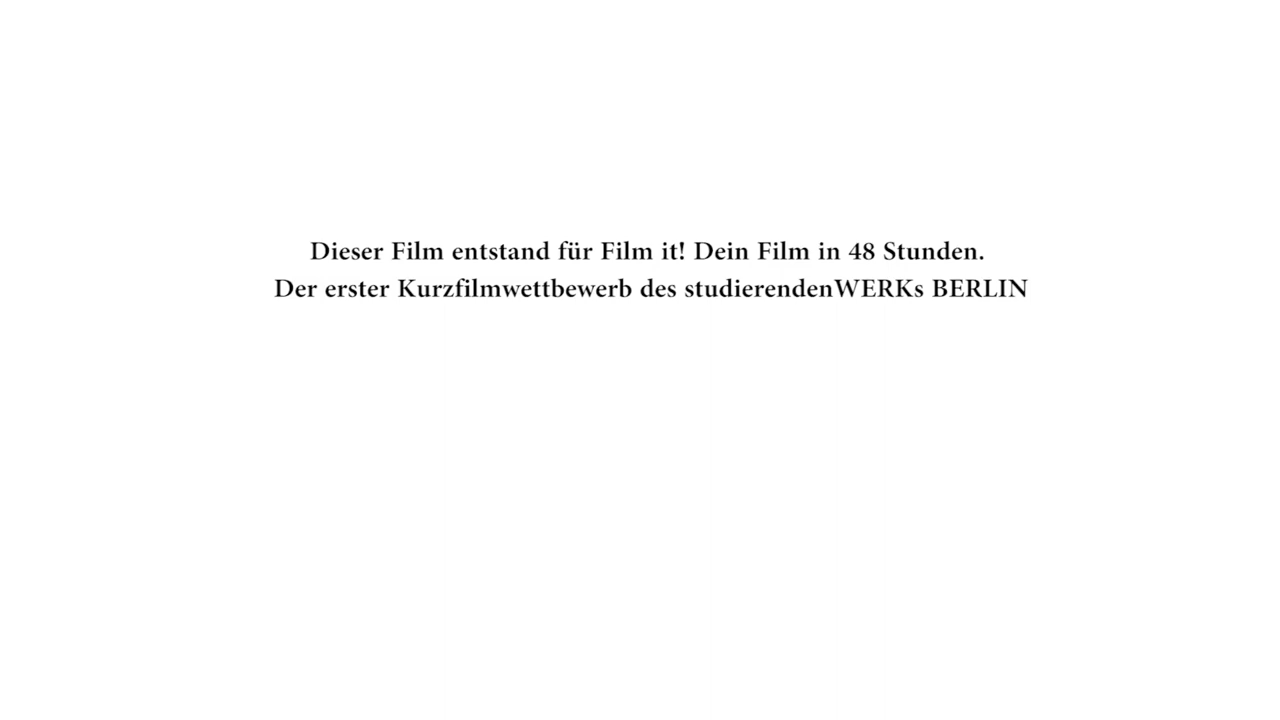 Dieser Film entstand für Film it! Dein Film in 48 Stunden.
Der erster Kurzfilmwettbewerb des studierendenWERKs BERLIN